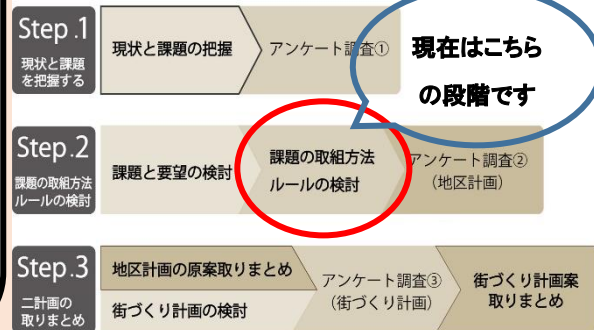 Step .1
現状と課題
を把握する
現状と課題の把握
アンケート調査①
現在はこちら
の段階です
Step.2
課題の取組方法
ルールの検討
課題と要望の検討
課題の取組方法
ルールの検討
アンケート調査②
(地区計画)
Step.3
二計画の
取りまとめ
地区計画の原案取りまとめ
街づくり計画の検討
アンケート調査③
(街づくり計画)
街づくり計画案
取りまとめ